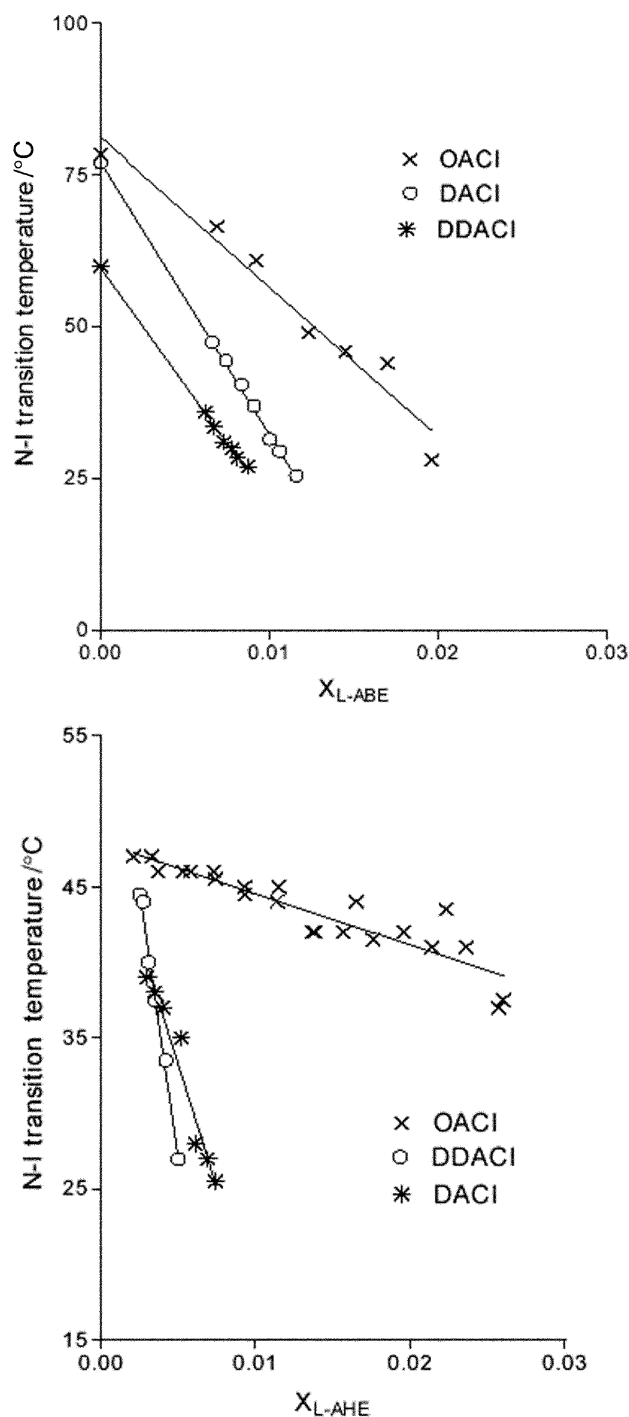 N-I transition temperature /°C
100
75
50
25
0
0.00 0.01 0.02 0.03
X L-ABE
OACI
DACI
DDACI
N-I transition temperature /°C
55
45
35
25
15
0.00 0.01 0.02 0.03
X L-AHE
OACI
DDACI
DACI